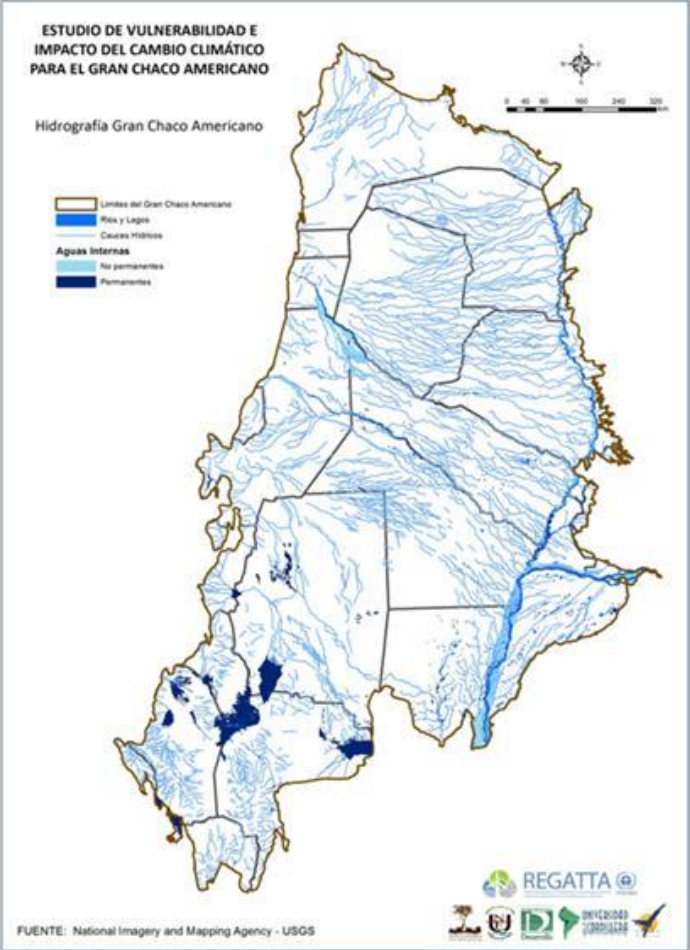 ESTUDIO DE VULNERABILIDAD E
IMPACTO DEL CAMBIO CLIMÁTICO
PARA EL GRAN CHACO AMERICANO
Hidrografía Gran Chaco Americano
N
0 40 80 160 240 320
Límites del Gran Chaco Americano
Ríos y Lagos
Cauces Hídricos
Aguas Internas
No permanentes
Permanentes
REGATTA
UNIVERSIDAD
FUENTE: National Imagery and Mapping Agency - USGS